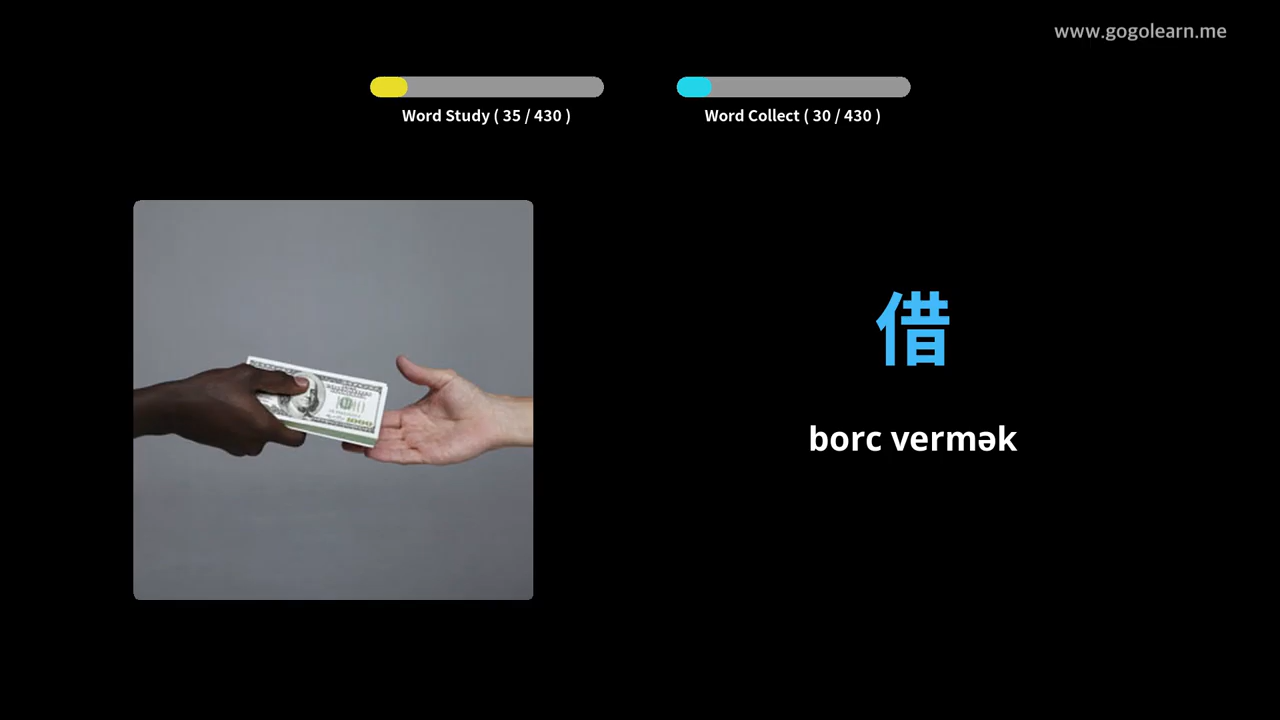 www.gogolearn.me
Word Study ( 35 / 430 )
Word Collect ( 30 / 430 )
借
borc vermək